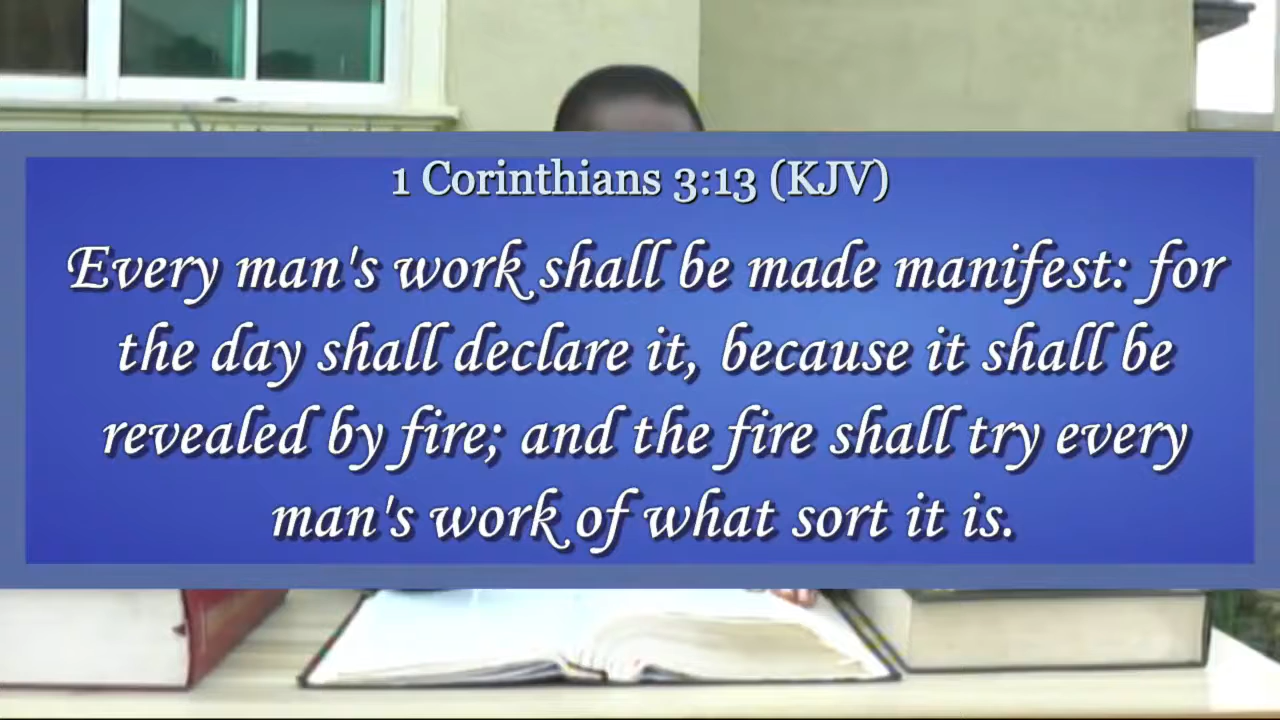 1 Corinthians 3:13 (KJV)
Every man's work shall be made manifest: for
the day shall declare it, because it shall be
revealed by fire; and the fire shall try every
man's work of what sort it is.